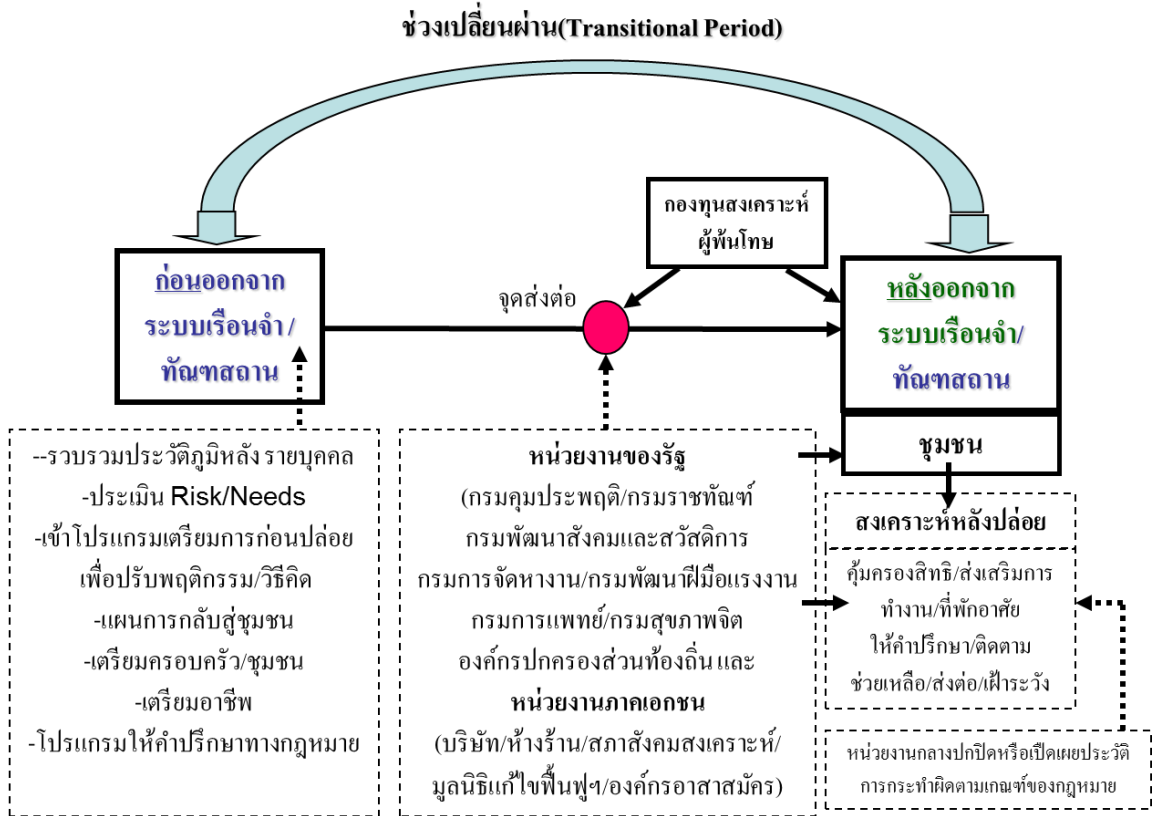 ช่วงเปลี่ยนผ่าน(Transitional Period)
กองทุนสงเคราะห์
ผู้พ้นโทษ
ก่อนออกจาก
ระบบเรือนจำ/
ทัณฑสถาน
จุดส่งต่อ
หลังออกจาก
ระบบเรือนจำ/
ทัณฑสถาน
ชุมชน
--รวบรวมประวัติภูมิหลังรายบุคคล
-ประเมิน Risk/Needs
-เข้าโปรแกรมเตรียมการก่อนปล่อย
เพื่อปรับพฤติกรรม/วิธีคิด
-แผนการกลับสู่ชุมชน
-เตรียมครอบครัว/ชุมชน
-เตรียมอาชีพ
-โปรแกรมให้คำปรึกษาทางกฎหมาย
หน่วยงานของรัฐ
(กรมคุมประพฤติ/กรมราชทัณฑ์
กรมพัฒนาสังคมและสวัสดิการ
กรมการจัดหางาน/กรมพัฒนาฝีมือแรงงาน
กรมการแพทย์/กรมสุขภาพจิต
องค์กรปกครองส่วนท้องถิ่น และ
หน่วยงานภาคเอกชน
(บริษัท/ห้างร้าน/สภาสังคมสงเคราะห์/
มูลนิธิแก้ไขฟื้นฟูฯ/องค์กรอาสาสมัคร)
สงเคราะห์หลังปล่อย
คุ้มครองสิทธิ/ส่งเสริมการ
ทำงาน/ที่พักอาศัย
ให้คำปรึกษา/ติดตาม
ช่วยเหลือ/ส่งต่อ/เฝ้าระวัง
หน่วยงานกลางปกปิดหรือเปิดเผยประวัติ
การกระทำผิดตามเกณฑ์ของกฎหมาย